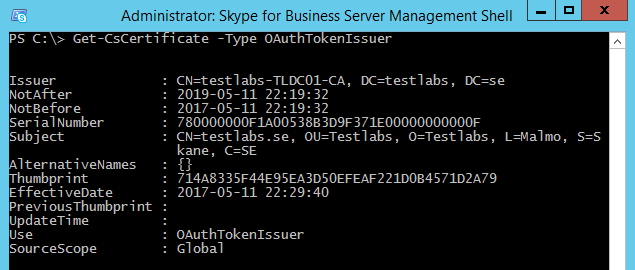 Administrator: Skype for Business Server Management Shell
PS C:\> Get-CsCertificate -Type OAuthTokenIssuer
Issuer : CN=testlabs-TLDC01-CA, DC=testlabs, DC=se
NotAfter : 2019-05-11 22:19:32
NotBefore : 2017-05-11 22:19:32
SerialNumber : 780000000F1A00538B3D9F371E00000000000F
Subject : CN=testlabs.se, OU=Testlabs, O=Testlabs, L=Malmo, S=S
kane, C=SE
AlternativeNames : {}
Thumbprint : 714A8335F44E95EA3D50EFEAF221D0B4571D2A79
EffectiveDate : 2017-05-11 22:29:40
PreviousThumbprint :
UpdateTime :
Use : OAuthTokenIssuer
SourceScope : Global